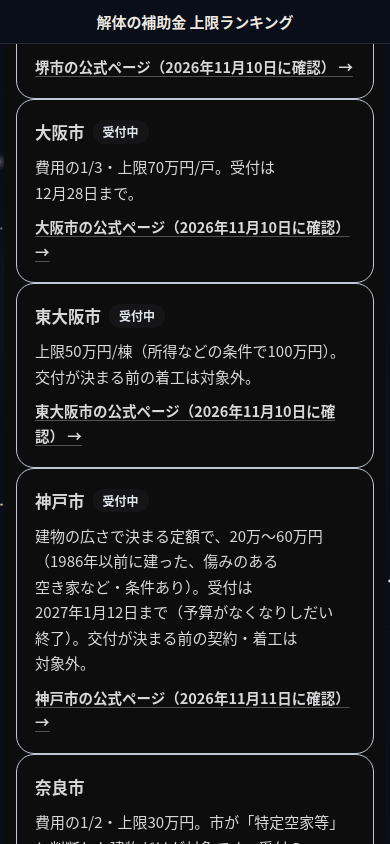 解体の補助金 上限ランキング
堺市の公式ページ（2026年11月10日に確認） →
大阪市 受付中
費用の1/3・上限70万円/戸。受付は
12月28日まで。
大阪市の公式ページ（2026年11月10日に確認）
→
東大阪市 受付中
上限50万円/棟（所得などの条件で100万円）。
交付が決まる前の着工は対象外。
東大阪市の公式ページ（2026年11月10日に確
認） →
神戸市 受付中
建物の広さで決まる定額で、20万〜60万円
（1986年以前に建った、傷みのある
空き家など・条件あり）。受付は
2027年1月12日まで（予算がなくなりしだい
終了）。交付が決まる前の契約・着工は
対象外。
神戸市の公式ページ（2026年11月11日に確認）
→
奈良市
費用の1/2・上限30万円。市が「特定空家等」